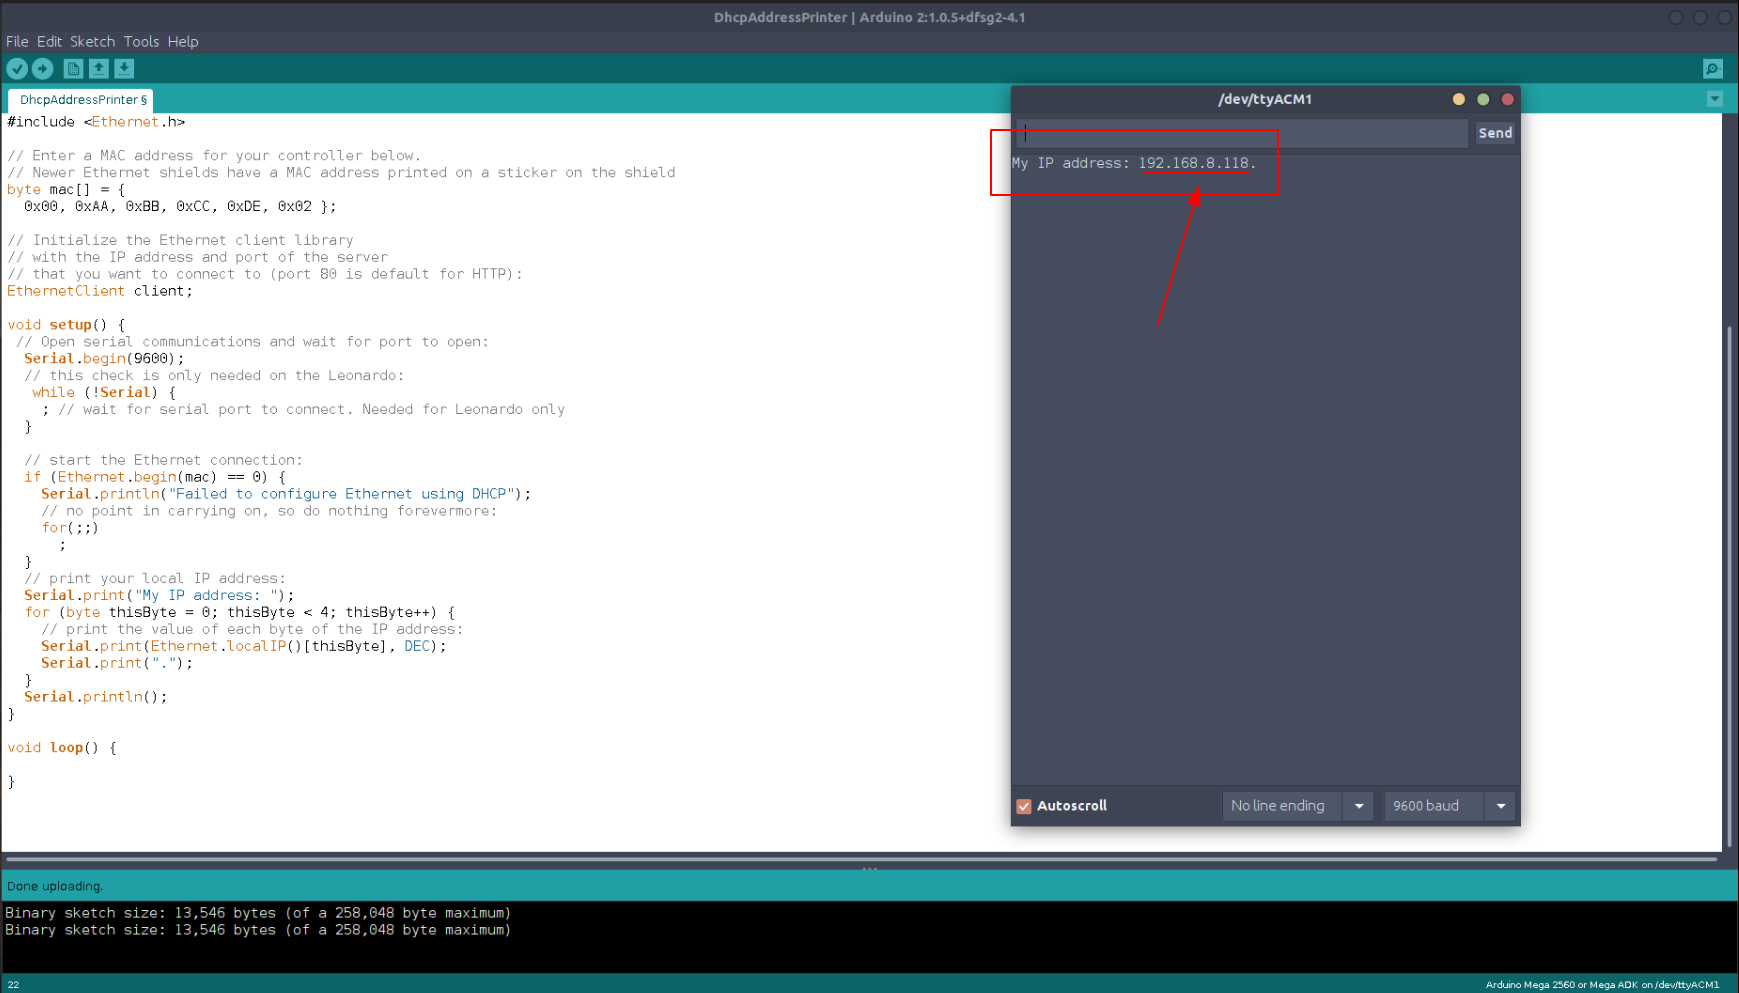 DhcpAddressPrinter | Arduino 2:1.0.5+dfsg2-4.1
File Edit Sketch Tools Help
DhcpAddressPrinter §
#include <Ethernet.h>
// Enter a MAC address for your controller below.
// Newer Ethernet shields have a MAC address printed on a sticker on the shield
byte mac[] = {
0x00, 0xAA, 0xBB, 0xCC, 0xDE, 0x02 };
// Initialize the Ethernet client library
// with the IP address and port of the server
// that you want to connect to (port 80 is default for HTTP):
EthernetClient client;
void setup() {
// Open serial communications and wait for port to open:
Serial.begin(9600);
// this check is only needed on the Leonardo:
while (!Serial) {
; // wait for serial port to connect. Needed for Leonardo only
}
// start the Ethernet connection:
if (Ethernet.begin(mac) == 0) {
Serial.println("Failed to configure Ethernet using DHCP");
// no point in carrying on, so do nothing forevermore:
for(;;)
;
}
// print your local IP address:
Serial.print("My IP address: ");
for (byte thisByte = 0; thisByte < 4; thisByte++) {
// print the value of each byte of the IP address:
Serial.print(Ethernet.localIP()[thisByte], DEC);
Serial.print(".");
}
Serial.println();
}
void loop() {
}
/dev/ttyACM1
Send
My IP address: 192.168.8.118.
Autoscroll
No line ending
9600 baud
Done uploading.
Binary sketch size: 13,546 bytes (of a 258,048 byte maximum)
Binary sketch size: 13,546 bytes (of a 258,048 byte maximum)
22
Arduino Mega 2560 or Mega ADK on /dev/ttyACM1